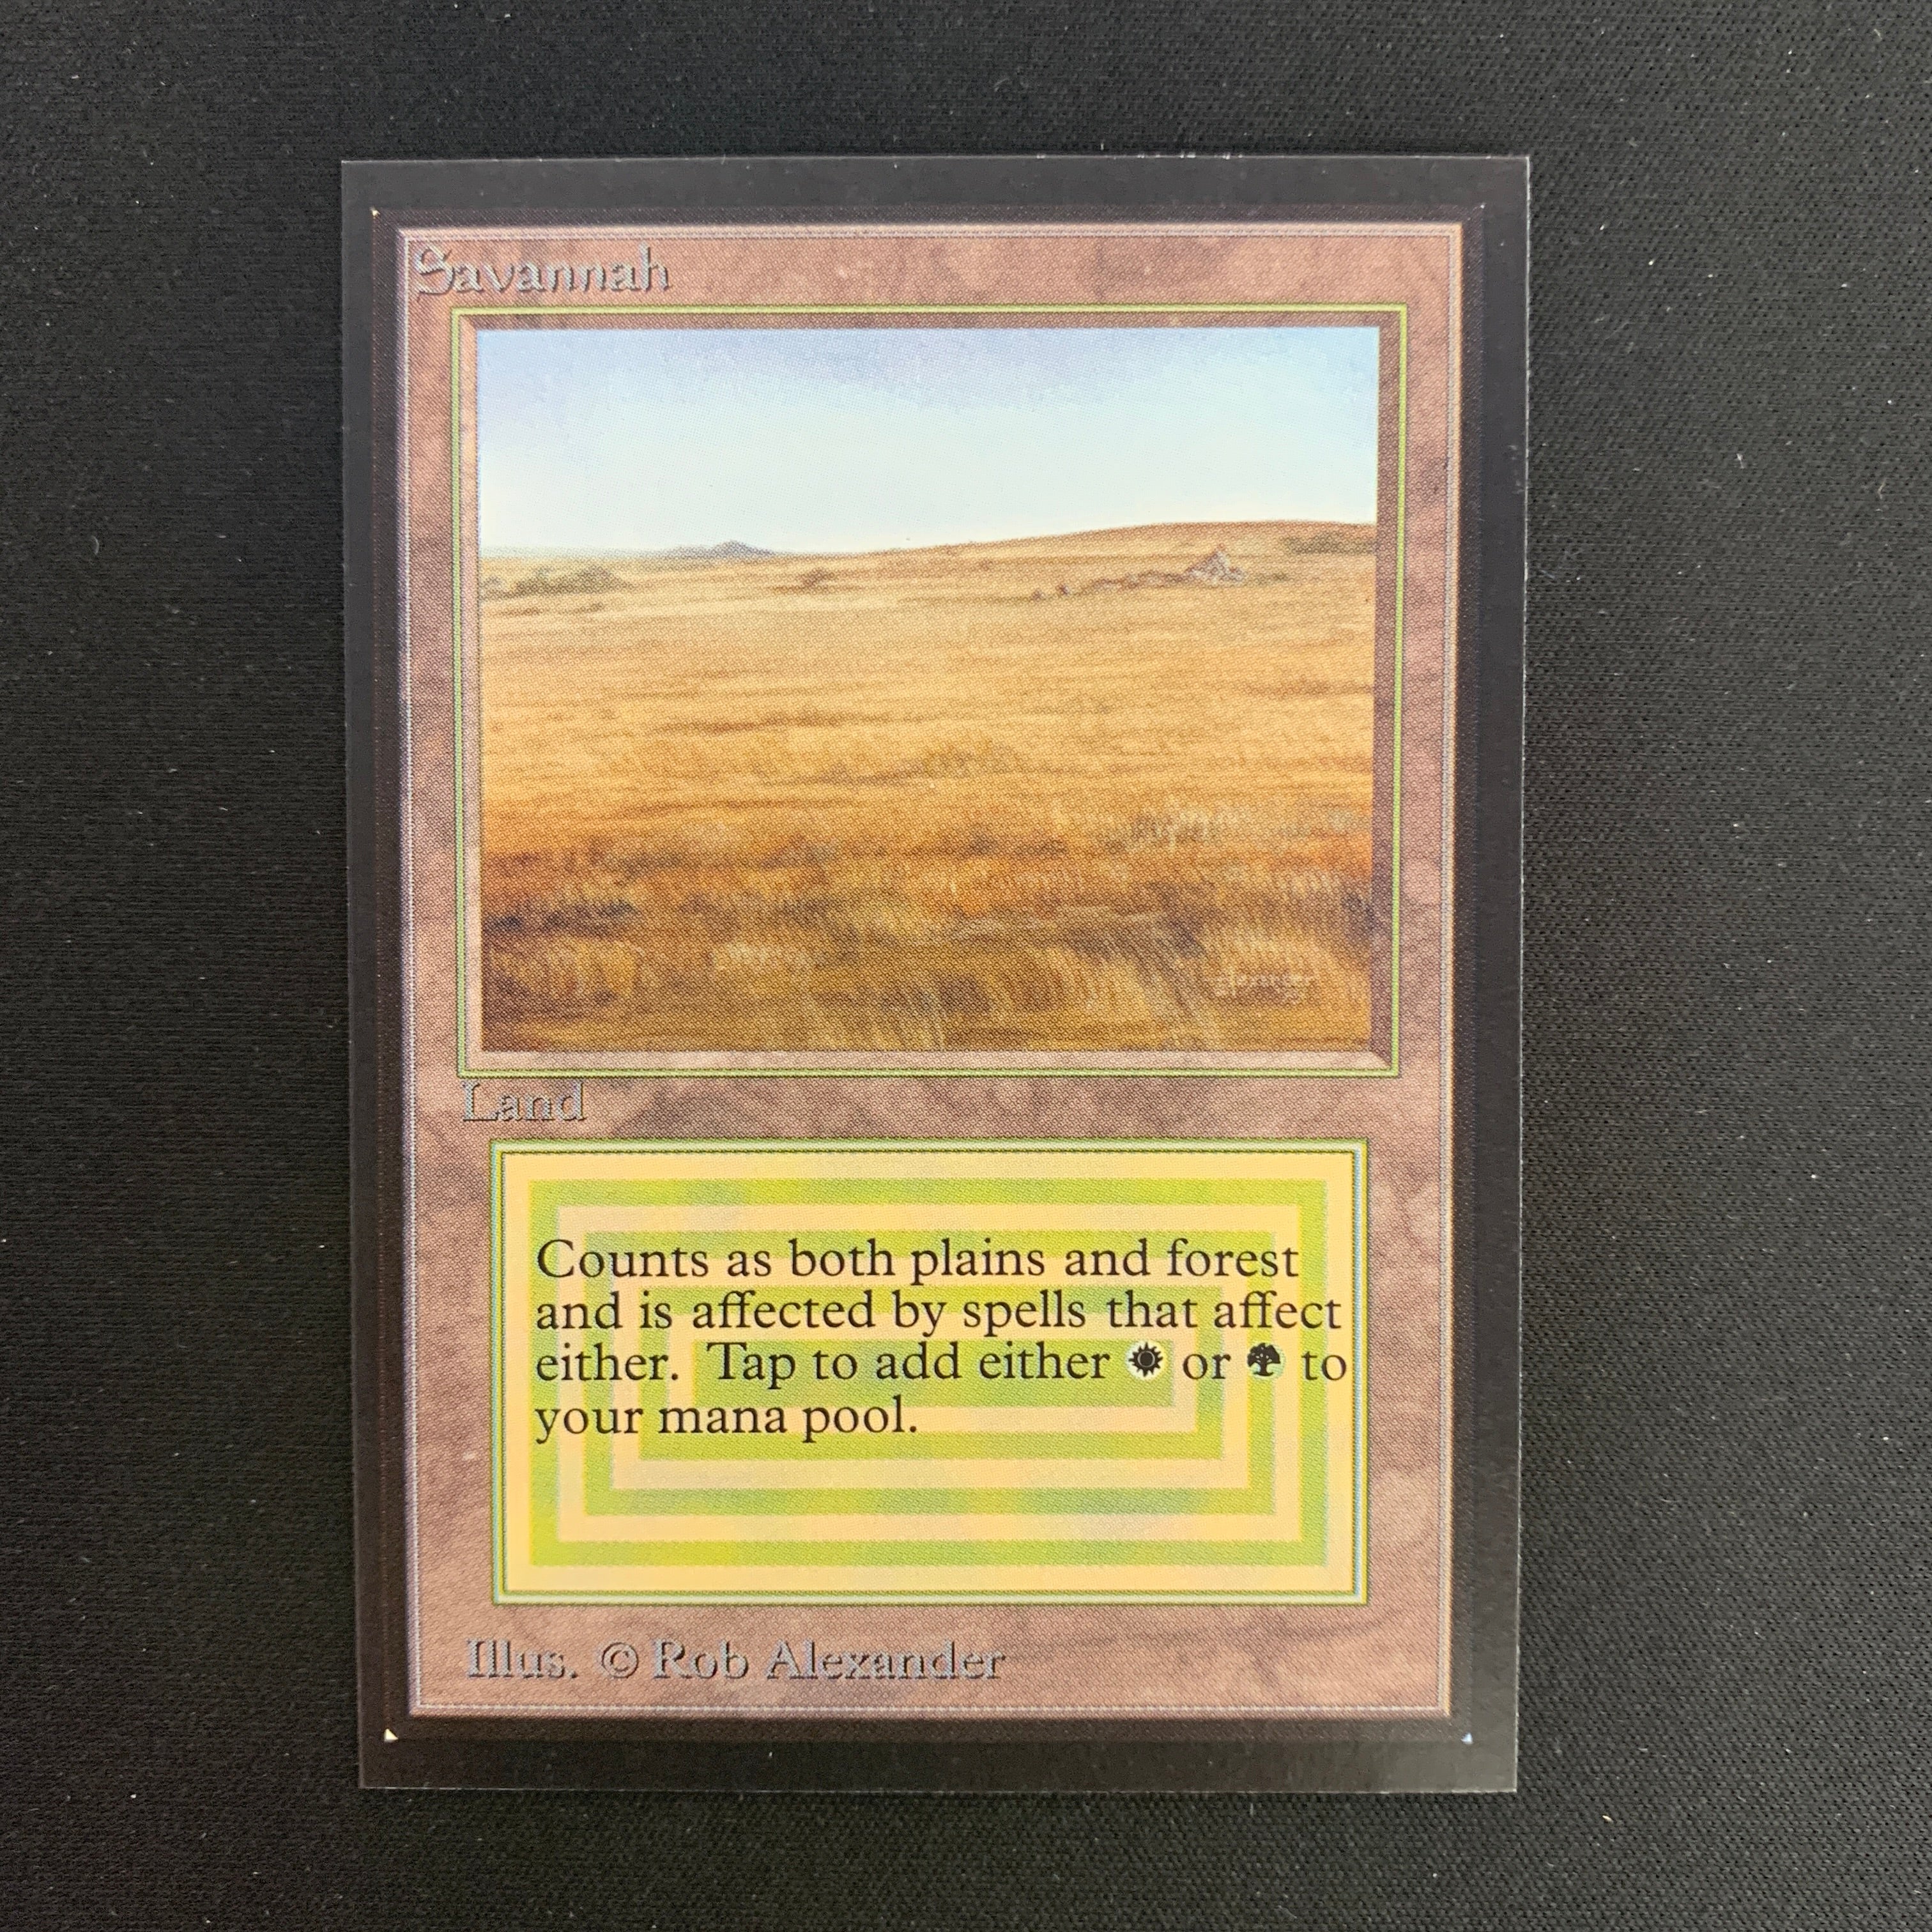 Savannah
Land
Counts as both plains and forest
and is affected by spells that affect
either. Tap to add either or to
your mana pool.
Illus. © Rob Alexander